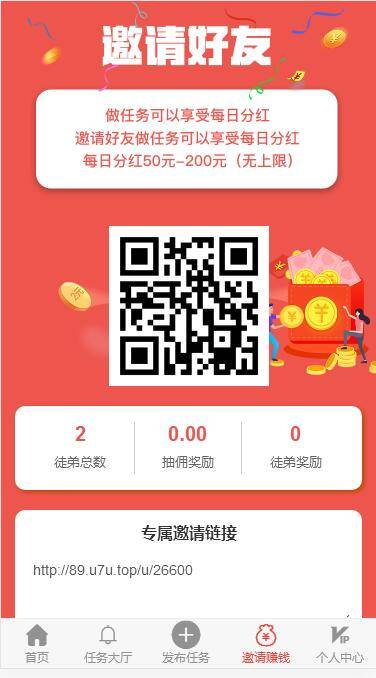 邀请好友
做任务可以享受每日分红
邀请好友做任务可以享受每日分红
每日分红50元-200元（无上限）
2元
2
0.00
0
徒弟总数
抽佣奖励
徒弟奖励
专属邀请链接
http://89.u7u.top/u/26600
首页
任务大厅
发布任务
邀请赚钱
VIP
个人中心